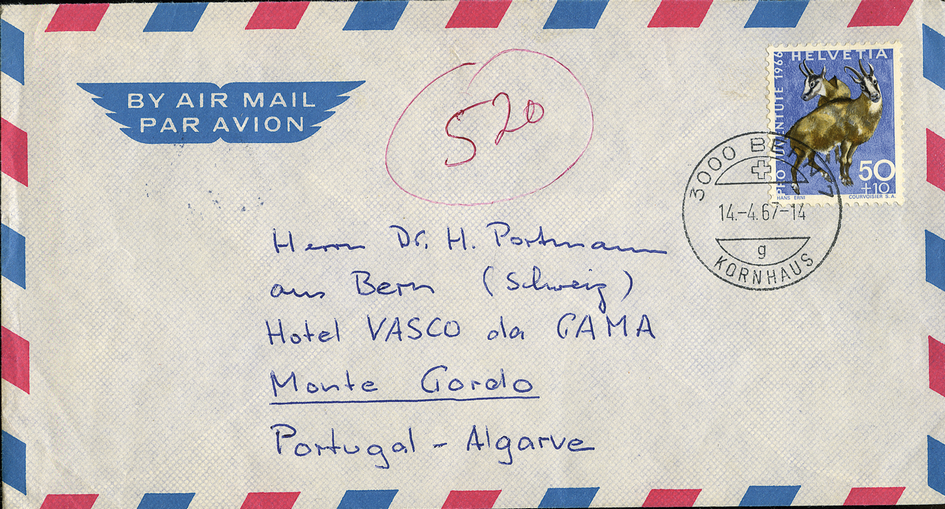 BY AIR MAIL
PAR AVION
520
HELVETIA
PRO JUVENTUTE 1966
50
+10
HANS ERNI
COURVOISIER S.A.
3000
14.-4.67-14
g
KORNHAUS
Herrn Dr. H. Portmann
aus Bern (Schweiz)
Hotel VASCO da GAMA
Monte Gordo
Portugal - Algarve